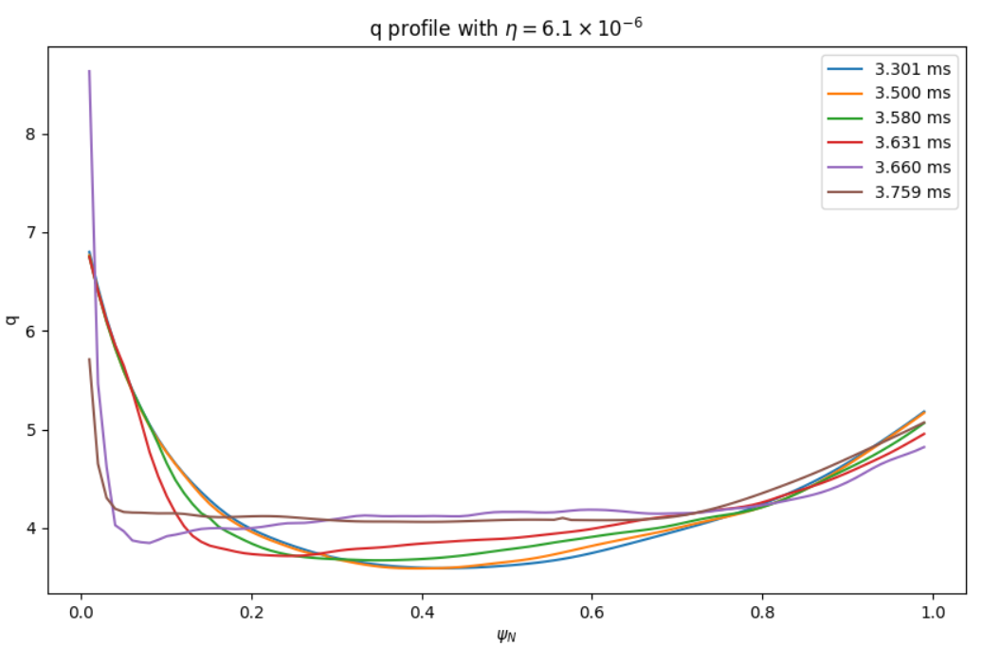 q profile with η = 6.1 × 10⁻⁶
3.301 ms
3.500 ms
3.580 ms
3.631 ms
3.660 ms
3.759 ms
8
7
6
5
4
q
0.0 0.2 0.4 0.6 0.8 1.0
ψ_N